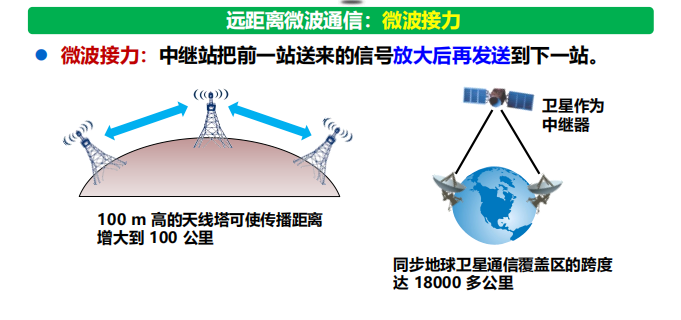 远距离微波通信：微波接力
微波接力：中继站把前一站送来的信号放大后再发送到下一站。
卫星作为
中继器
100 m 高的天线塔可使传播距离
增大到 100 公里
同步地球卫星通信覆盖区的跨度
达 18000 多公里